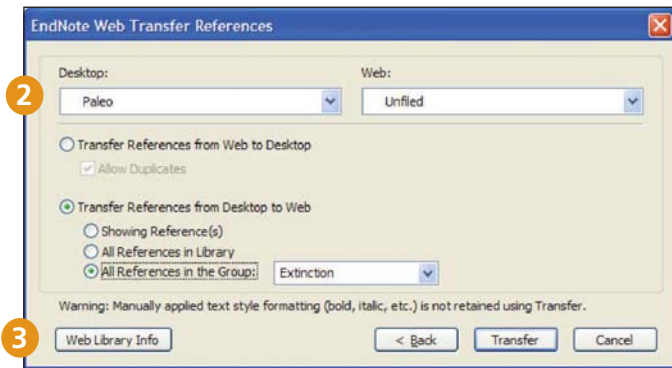 EndNote Web Transfer References
Desktop: Web:
2 Paleo Unfiled
Transfer References from Web to Desktop
Allow Duplicates
Transfer References from Desktop to Web
Showing Reference(s)
All References in Library
All References in the Group: Extinction
Warning: Manually applied text style formatting (bold, italic, etc.) is not retained using Transfer.
3 Web Library Info < Back Transfer Cancel